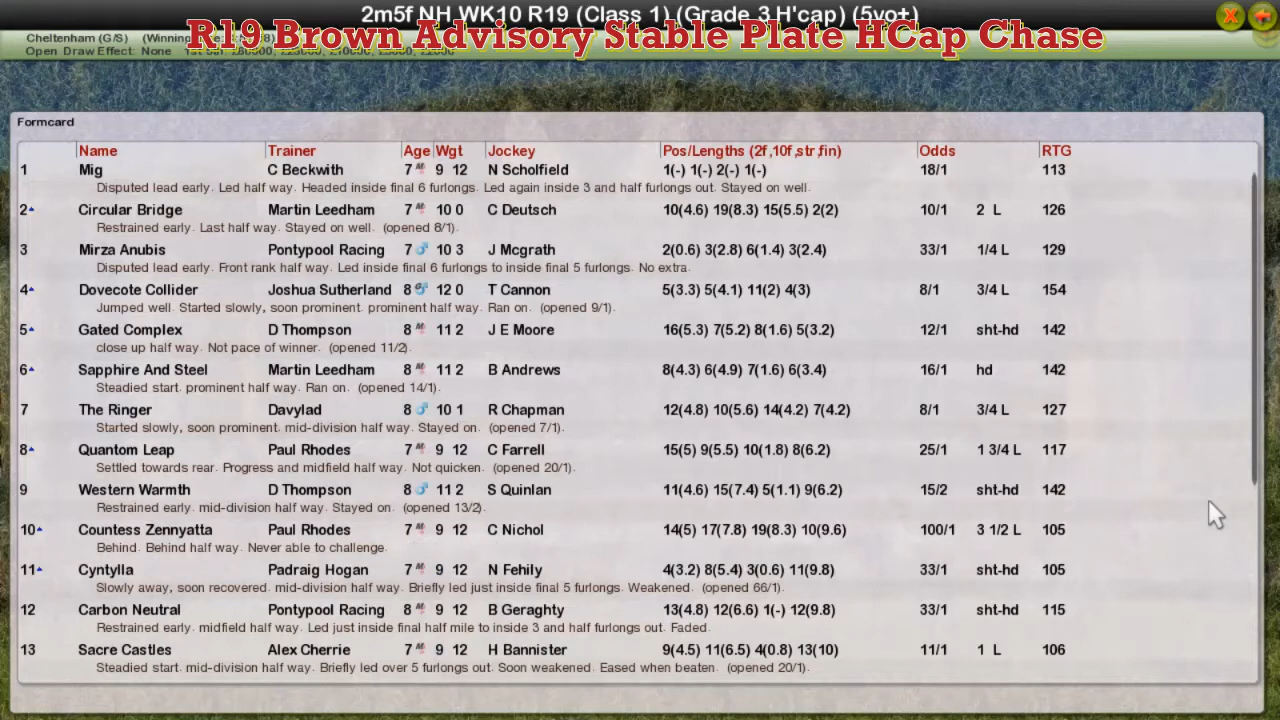 2m5f NH WK10 R19 (Class 1) (Grade 3 H'cap) (5yo+)
R19 Brown Advisory Stable Plate HCap Chase
Cheltenham (G/S) (Winning
Open Draw Effect: None
Formcard
Name Trainer Age Wgt Jockey Pos/Lengths (2f,10f,str,fin) Odds RTG
1 Mig C Beckwith 7 9 12 N Scholfield 1(-) 1(-) 2(-) 1(-) 18/1 113
Disputed lead early. Led half way. Headed inside final 6 furlongs. Led again inside 3 and half furlongs out. Stayed on well.
2 Circular Bridge Martin Leedham 7 10 0 C Deutsch 10(4.6) 19(8.3) 15(5.5) 2(2) 10/1 2 L 126
Restrained early. Last half way. Stayed on well. (opened 8/1)
3 Mirza Anubis Pontypool Racing 7 10 3 J Mcgrath 2(0.6) 3(2.8) 6(1.4) 3(2.4) 33/1 1/4 L 129
Disputed lead early. Front rank half way. Led inside final 6 furlongs to inside final 5 furlongs. No extra.
4 Dovecote Collider Joshua Sutherland 8 12 0 T Cannon 5(3.3) 5(4.1) 11(2) 4(3) 8/1 3/4 L 154
Jumped well. Started slowly, soon prominent. prominent half way. Ran on. (opened 9/1).
5 Gated Complex D Thompson 8 11 2 J E Moore 16(5.3) 7(5.2) 8(1.6) 5(3.2) 12/1 sht-hd 142
close up half way. Not pace of winner. (opened 11/2).
6 Sapphire And Steel Martin Leedham 8 11 2 B Andrews 8(4.3) 6(4.9) 7(1.6) 6(3.4) 16/1 hd 142
Steadied start. prominent half way. Ran on. (opened 14/1).
7 The Ringer Davylad 8 10 1 R Chapman 12(4.8) 10(5.6) 14(4.2) 7(4.2) 8/1 3/4 L 127
Started slowly, soon prominent. mid-division half way. Stayed on. (opened 7/1).
8 Quantom Leap Paul Rhodes 7 9 12 C Farrell 15(5) 9(5.5) 10(1.8) 8(6.2) 25/1 1 3/4 L 117
Settled towards rear. Progress and midfield half way. Not quicken. (opened 20/1).
9 Western Warmth D Thompson 8 11 2 S Quinlan 11(4.6) 15(7.4) 5(1.1) 9(6.2) 15/2 sht-hd 142
Restrained early. mid-division half way. Stayed on. (opened 13/2).
10 Countess Zennyatta Paul Rhodes 7 9 12 C Nichol 14(5) 17(7.8) 19(8.3) 10(9.6) 100/1 3 1/2 L 105
Behind. Behind half way. Never able to challenge.
11 Cyntylla Padraig Hogan 7 9 12 N Fehily 4(3.2) 8(5.4) 3(0.6) 11(9.8) 33/1 sht-hd 105
Slowly away, soon recovered. mid-division half way. Briefly led just inside final 5 furlongs. Weakened. (opened 66/1).
12 Carbon Neutral Pontypool Racing 8 9 12 B Geraghty 13(4.8) 12(6.6) 1(-) 12(9.8) 33/1 sht-hd 115
Restrained early. midfield half way. Led just inside final half mile to inside 3 and half furlongs out. Faded.
13 Sacre Castles Alex Cherrie 7 9 12 H Bannister 9(4.5) 11(6.5) 4(0.8) 13(10) 11/1 1 L 106
Steadied start. mid-division half way. Briefly led over 5 furlongs out. Soon weakened. Eased when beaten. (opened 20/1).